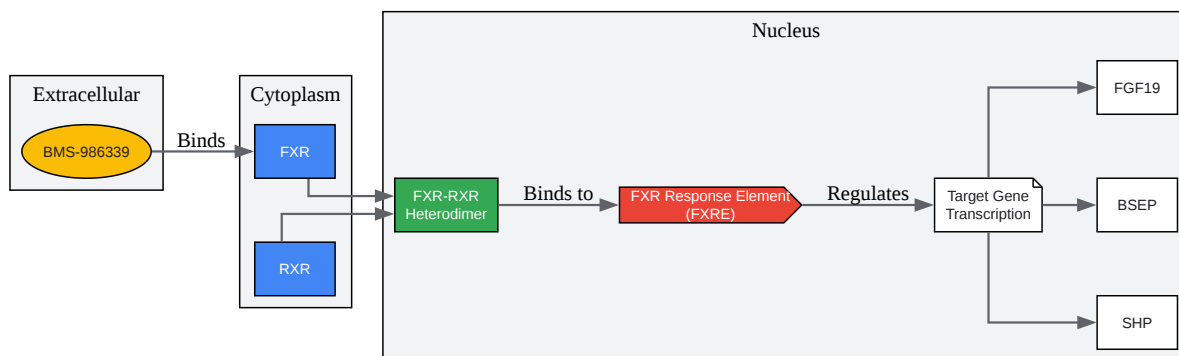 Nucleus
Extracellular
Cytoplasm
BMS-986339
Binds
FXR
RXR
FXR-RXR
Heterodimer
Binds to
FXR Response Element
(FXRE)
Regulates
Target Gene
Transcription
FGF19
BSEP
SHP